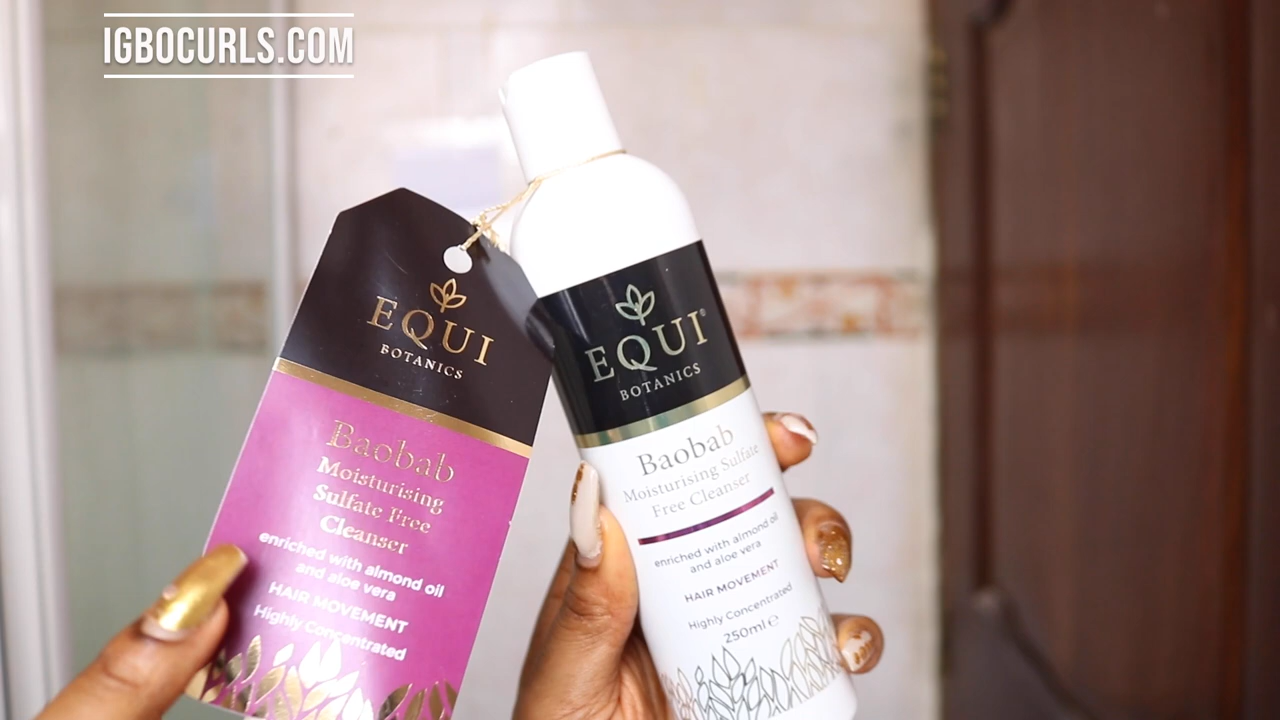 IGBOCURLS.COM
EQUI
BOTANICS
Baobab
Moisturising
Sulfate Free
Cleanser
enriched with almond oil
and aloe vera
HAIR MOVEMENT
Highly Concentrated
EQUI®
BOTANICS
Baobab
Moisturising Sulfate
Free Cleanser
enriched with almond oil
and aloe vera
HAIR MOVEMENT
Highly Concentrated
250ml ℮